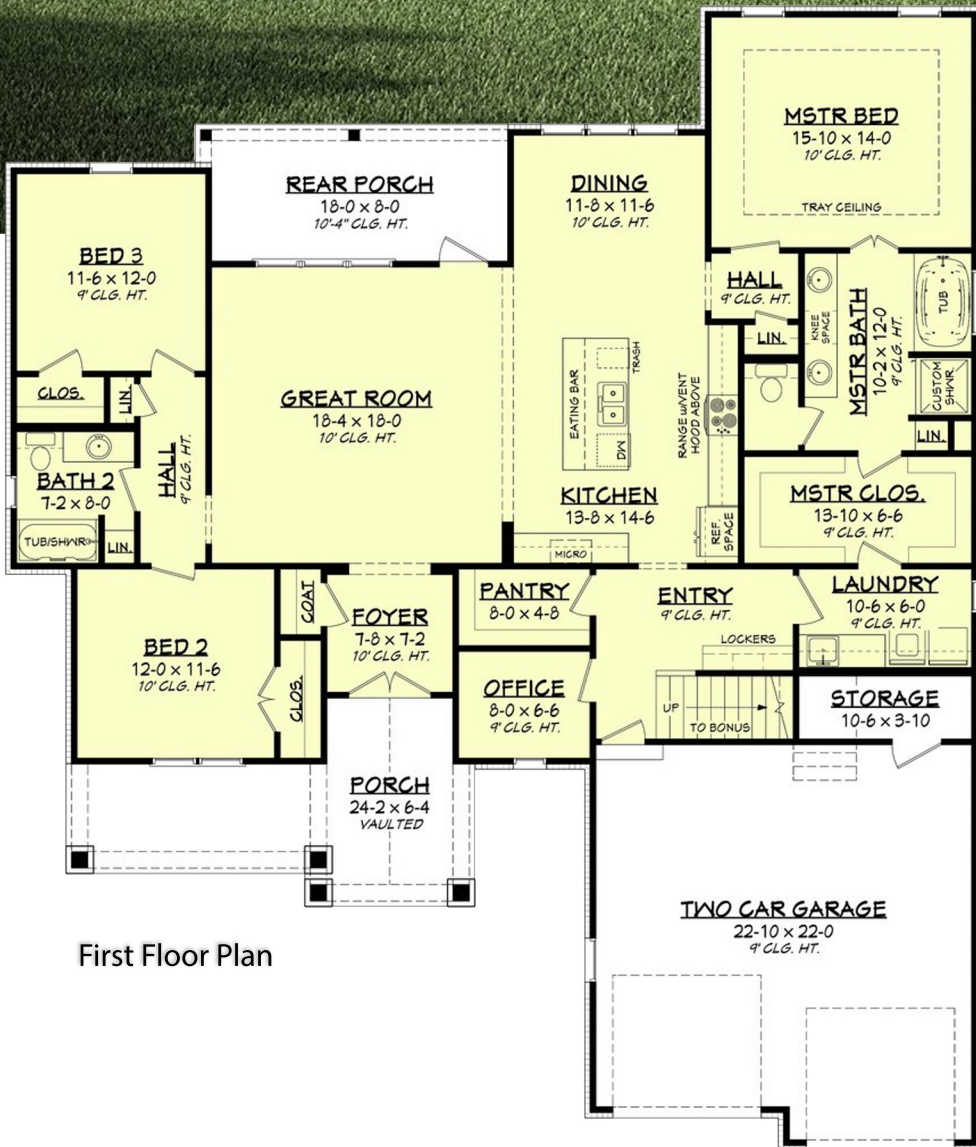 MSTR BED
15-10 x 14-0
10' CLG. HT.
TRAY CEILING
REAR PORCH
18-0 x 8-0
10'-4" CLG. HT.
DINING
11-8 x 11-6
10' CLG. HT.
BED 3
11-6 x 12-0
9' CLG. HT.
HALL
9' CLG. HT.
LIN.
KNEE SPACE
MSTR BATH
10-2 x 12-0
9' CLG. HT.
TUB
CUSTOM SHWR
LIN.
CLOS.
LIN.
GREAT ROOM
18-4 x 18-0
10' CLG. HT.
EATING BAR
TRASH
DW
RANGE w/VENT
HOOD ABOVE
HALL
9' CLG. HT.
BATH 2
7-2 x 8-0
TUB/SHWR
LIN.
KITCHEN
13-8 x 14-6
MICRO
REF. SPACE
MSTR CLOS.
13-10 x 6-6
9' CLG. HT.
COAT
FOYER
7-8 x 7-2
10' CLG. HT.
PANTRY
8-0 x 4-8
ENTRY
9' CLG. HT.
LOCKERS
LAUNDRY
10-6 x 6-0
9' CLG. HT.
BED 2
12-0 x 11-6
10' CLG. HT.
CLOS.
OFFICE
8-0 x 6-6
9' CLG. HT.
UP
TO BONUS
STORAGE
10-6 x 3-10
PORCH
24-2 x 6-4
VAULTED
TWO CAR GARAGE
22-10 x 22-0
9' CLG. HT.
First Floor Plan